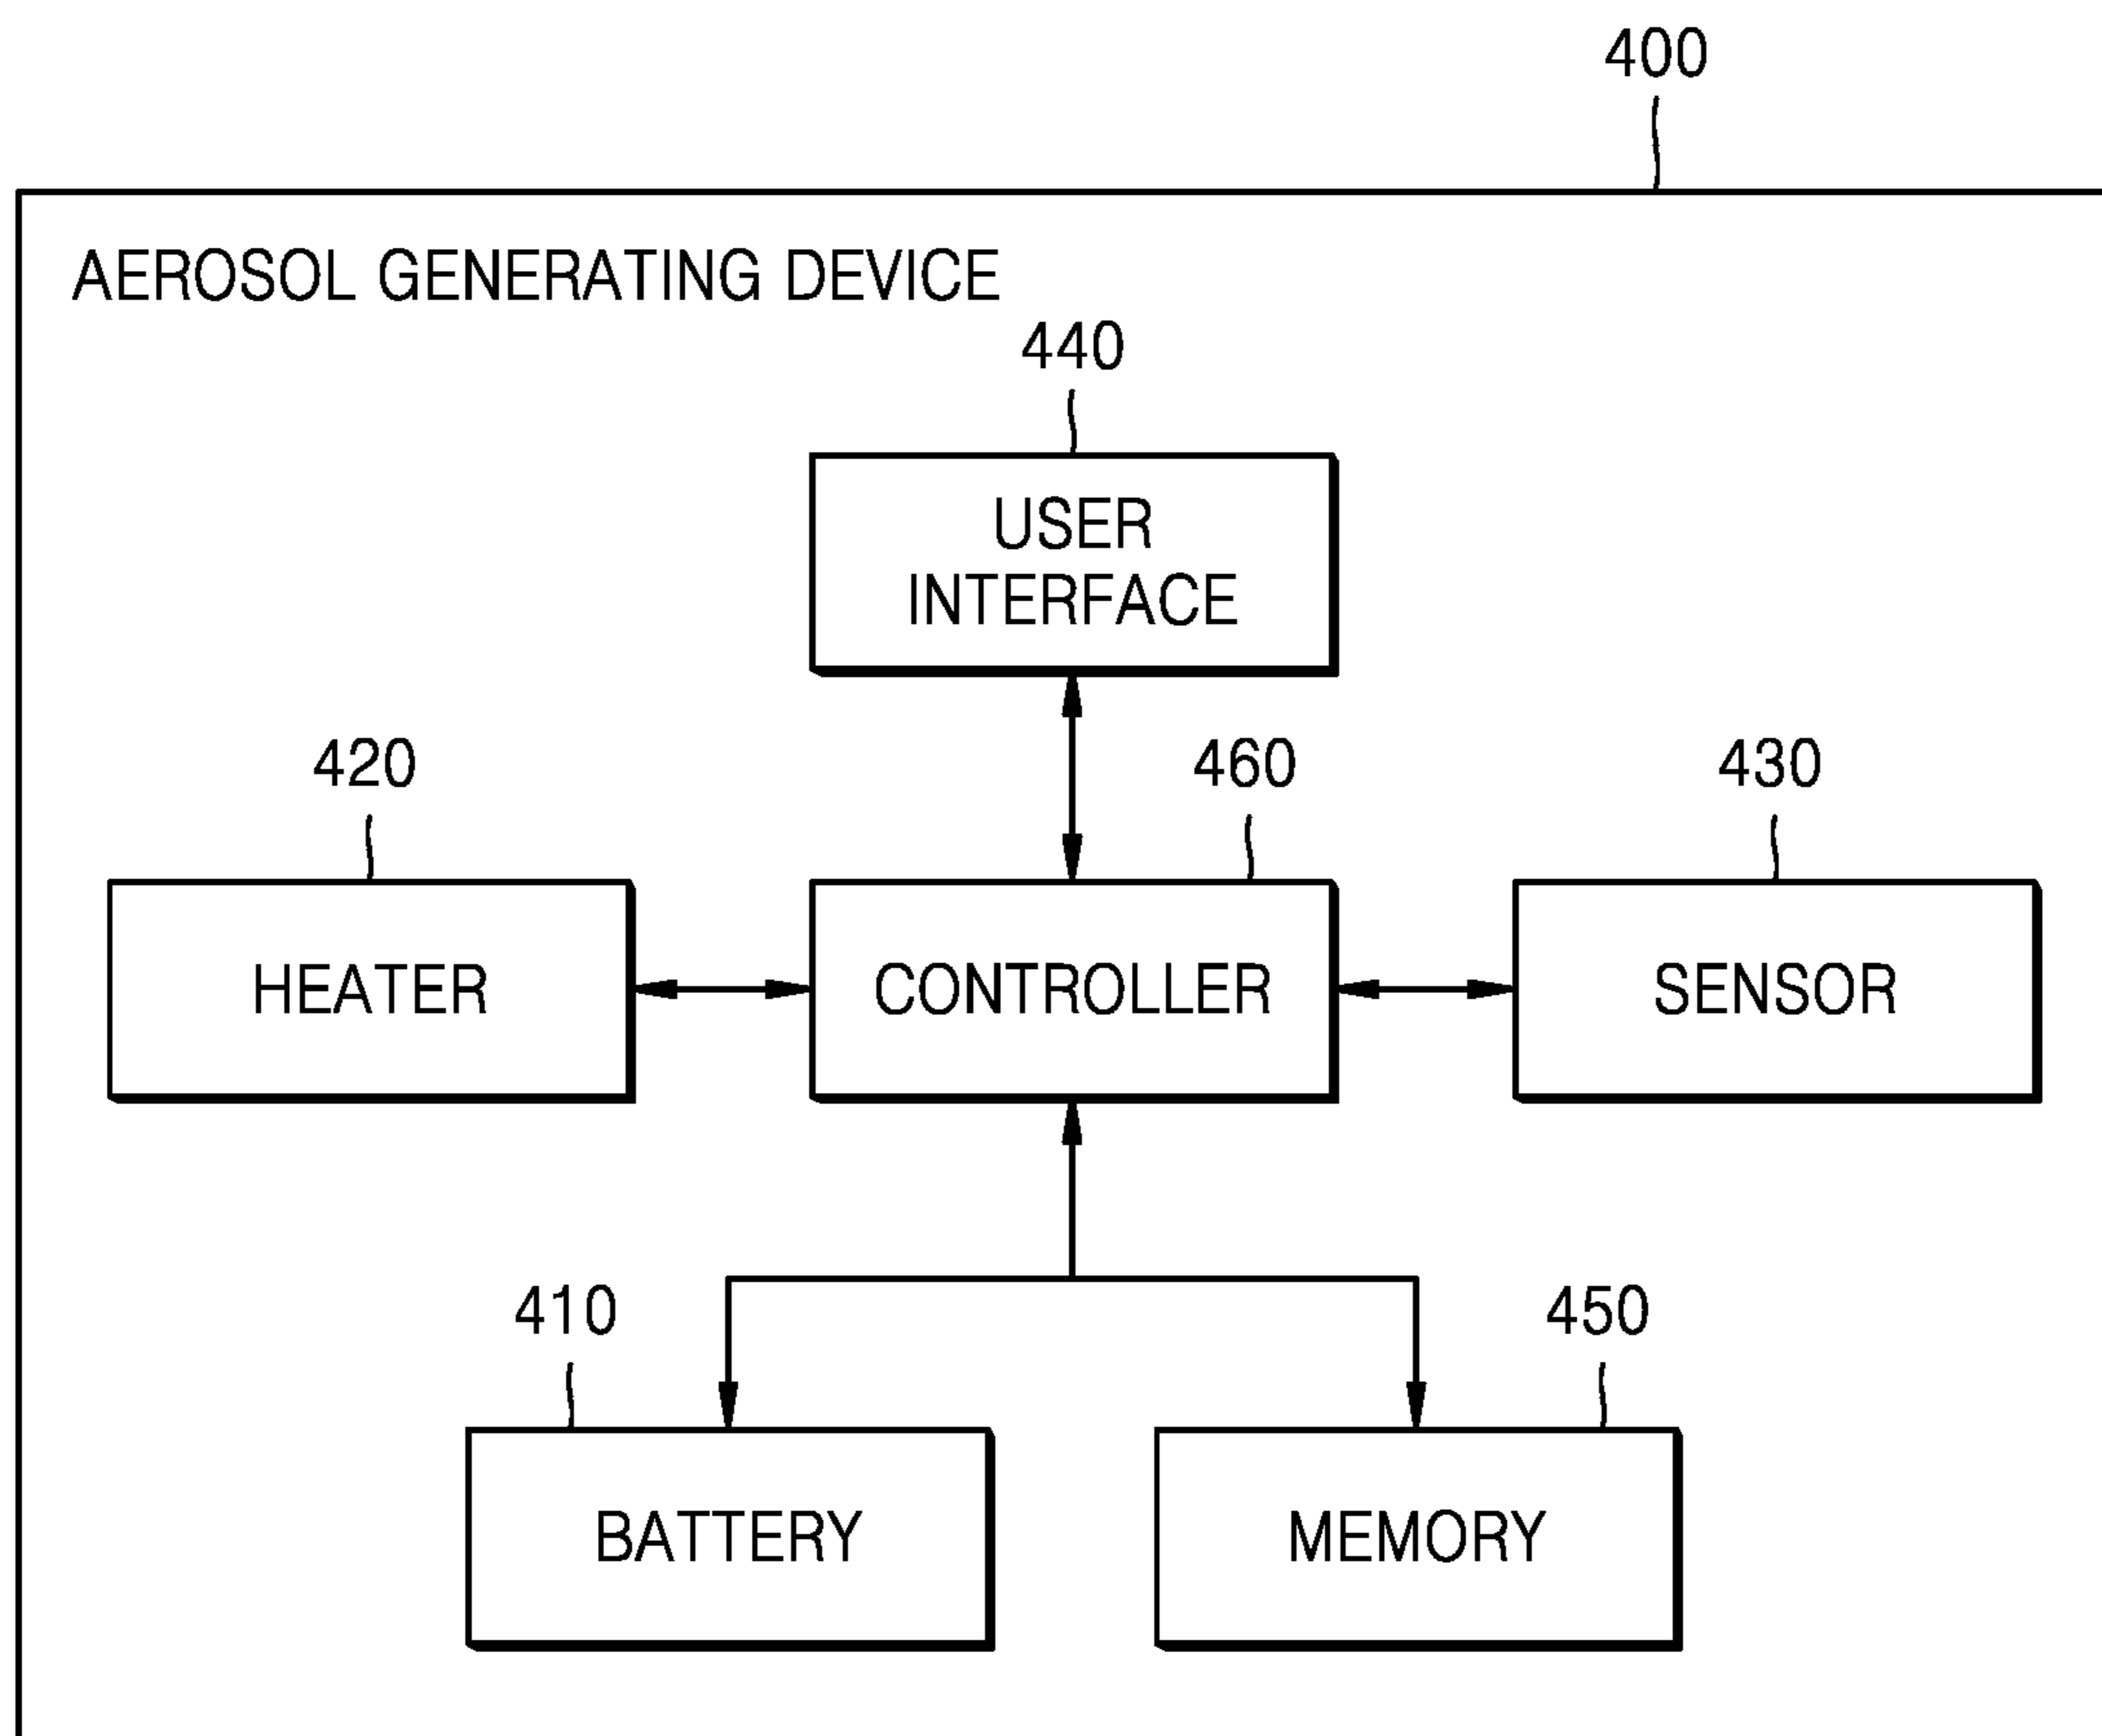 400
AEROSOL GENERATING DEVICE
440
USER
INTERFACE
420
460
430
HEATER
CONTROLLER
SENSOR
410
450
BATTERY
MEMORY